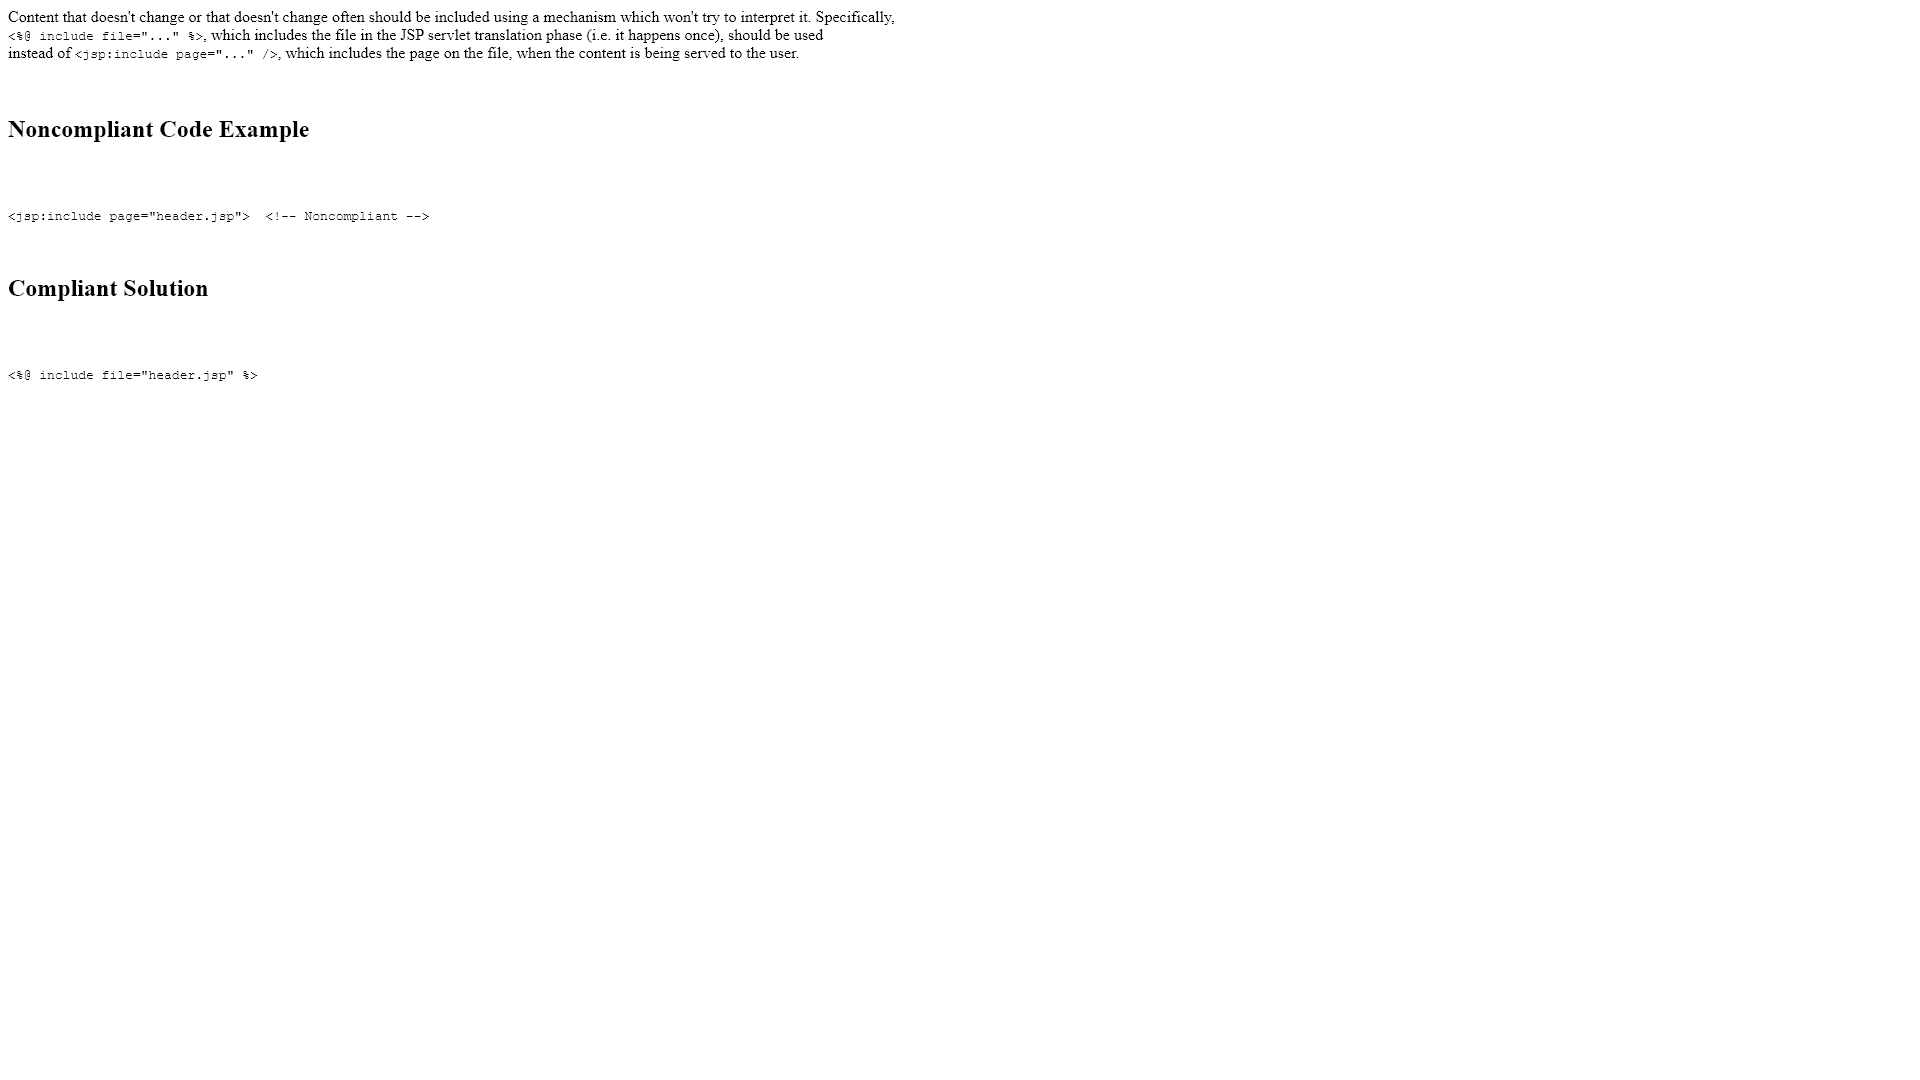 Content that doesn't change or that doesn't change often should be included using a mechanism which won't try to interpret it. Specifically,
<%@ include file="..." %>, which includes the file in the JSP servlet translation phase (i.e. it happens once), should be used
instead of <jsp:include page="..." />, which includes the page on the file, when the content is being served to the user.
Noncompliant Code Example
<jsp:include page="header.jsp">  <!-- Noncompliant -->
Compliant Solution
<%@ include file="header.jsp" %>